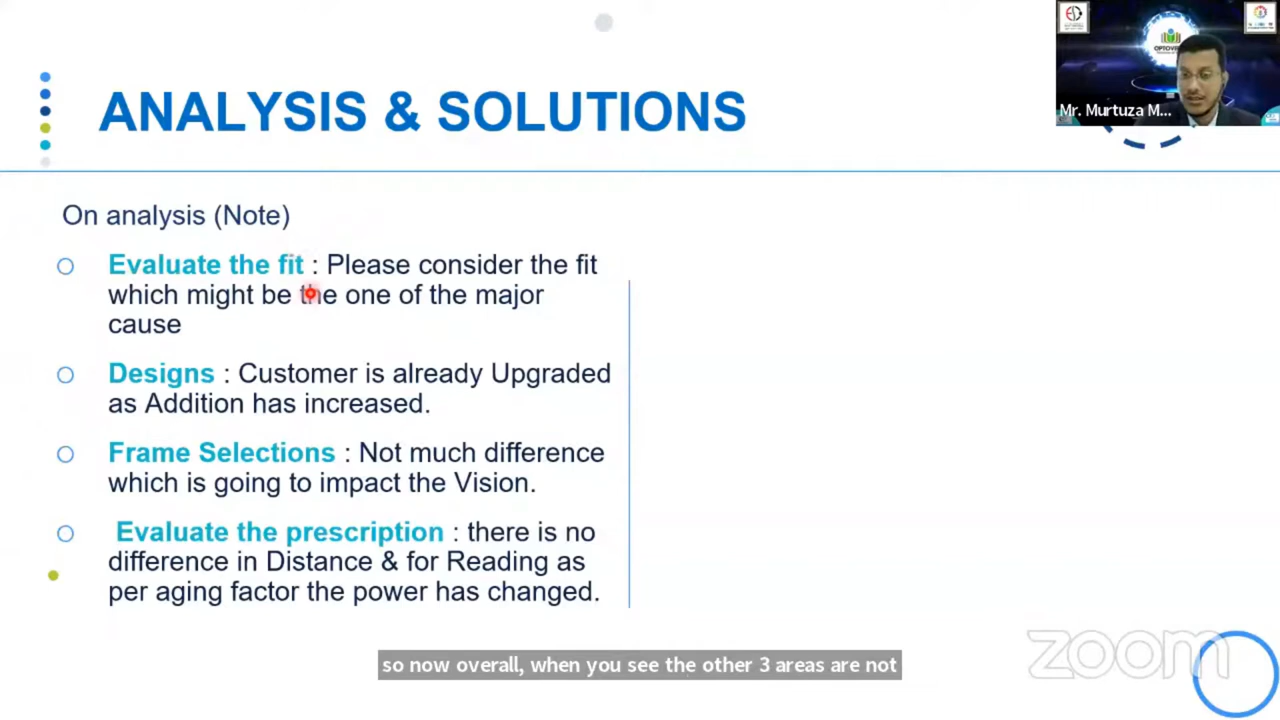 OPTOVI
Mr. Murtuza M...
ANALYSIS & SOLUTIONS
On analysis (Note)
Evaluate the fit : Please consider the fit
which might be the one of the major
cause
Designs : Customer is already Upgraded
as Addition has increased.
Frame Selections : Not much difference
which is going to impact the Vision.
Evaluate the prescription : there is no
difference in Distance & for Reading as
per aging factor the power has changed.
so now overall, when you see the other 3 areas are not
zoom